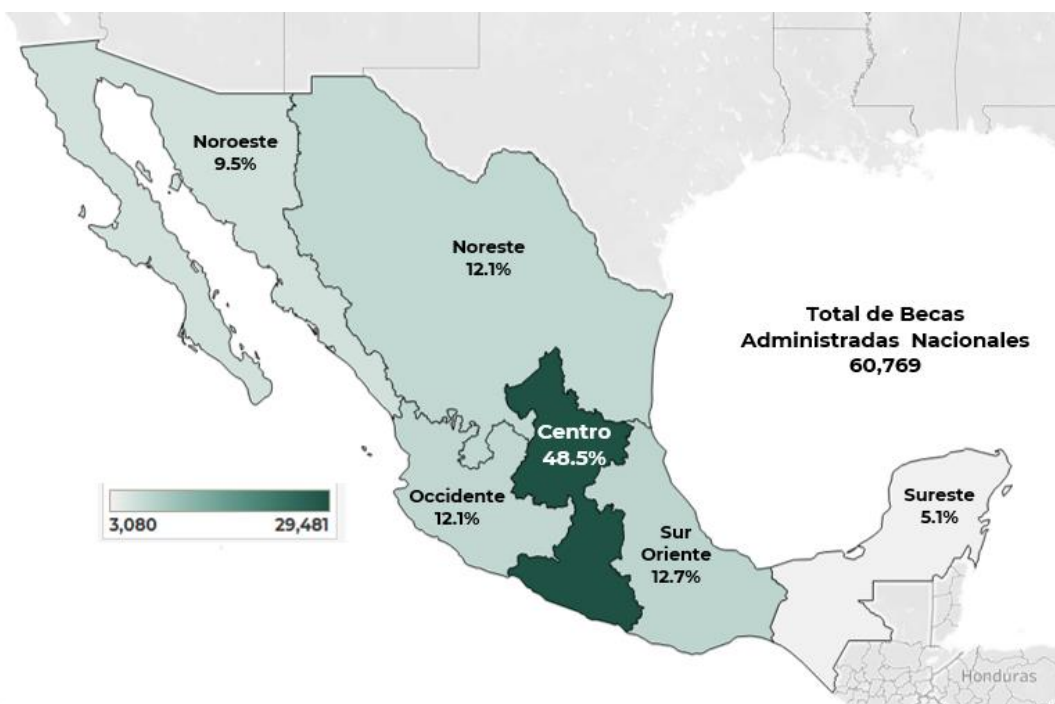 Noroeste
9.5%
Noreste
12.1%
Total de Becas
Administradas Nacionales
60,769
Centro
48.5%
Occidente
12.1%
Sureste
5.1%
Sur
Oriente
12.7%
3,080 29,481
Honduras